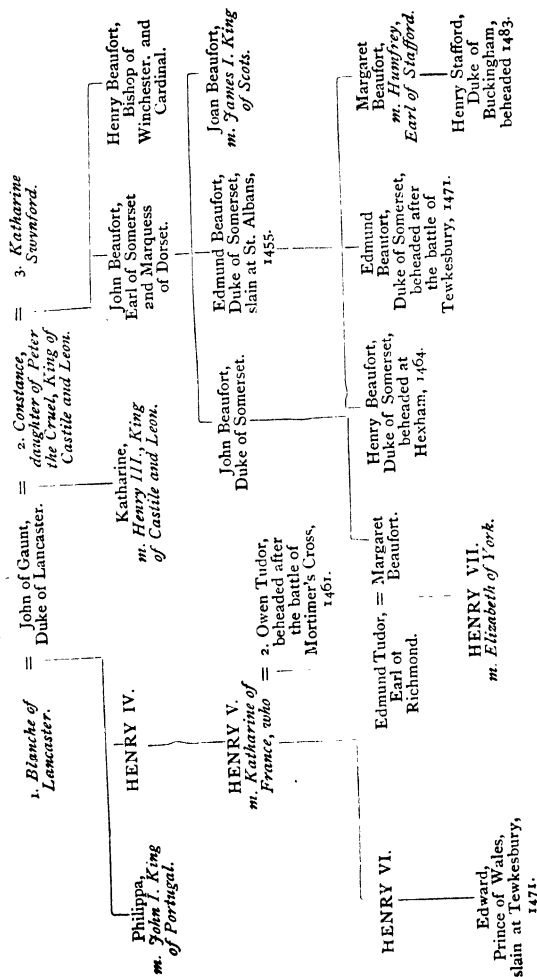 1. Blanche of
Lancaster.
=
John of Gaunt,
Duke of Lancaster.
=
2. Constance,
daughter of Peter
the Cruel, King of
Castile and Leon.
=
3. Katharine
Swynford.
Philippa,
m. John I. King
of Portugal.
HENRY IV.
Katharine,
m. Henry III., King
of Castile and Leon.
John Beaufort,
Earl of Somerset
and Marquess
of Dorset.
Henry Beaufort,
Bishop of
Winchester. and
Cardinal.
HENRY V.
m. Katharine of
France, who
=
2. Owen Tudor,
beheaded after
the battle of
Mortimer's Cross,
1461.
John Beaufort,
Duke of Somerset.
Edmund Beaufort,
Duke of Somerset,
slain at St. Albans,
1455.
Joan Beaufort,
m. James I. King
of Scots.
HENRY VI.
Edmund Tudor,
Earl of
Richmond.
=
Margaret
Beaufort.
Henry Beaufort,
Duke of Somerset,
beheaded at
Hexham, 1464.
Edmund
Beaufort,
Duke of Somerset,
beheaded after
the battle of
Tewkesbury, 1471.
Margaret
Beaufort,
m. Humfrey,
Earl of Stafford.
Edward,
Prince of Wales,
slain at Tewkesbury,
1471.
HENRY VII.
m. Elizabeth of York.
Henry Stafford,
Duke of
Buckingham,
beheaded 1483.